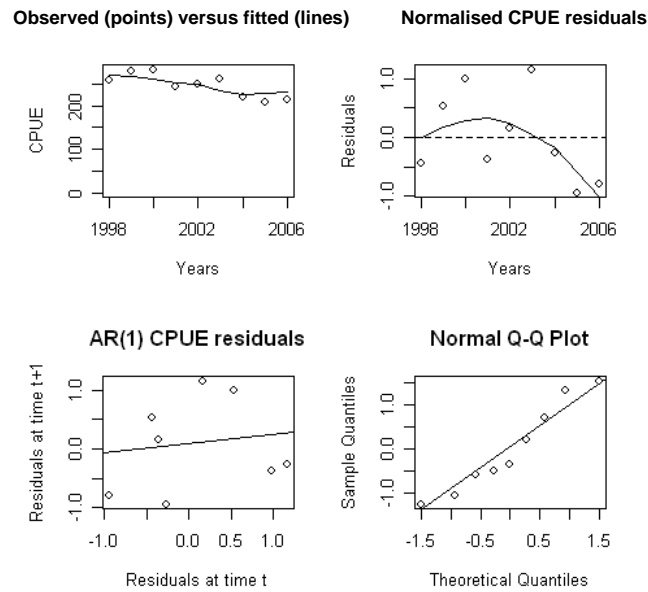 Observed (points) versus fitted (lines)
CPUE
0 100 200
1998 2002 2006
Years
Normalised CPUE residuals
Residuals
-1.0 0.0 1.0
1998 2002 2006
Years
AR(1) CPUE residuals
Residuals at time t+1
-1.0 0.0 1.0
-1.0 0.0 0.5 1.0
Residuals at time t
Normal Q-Q Plot
Sample Quantiles
-1.0 0.0 1.0
-1.5 -0.5 0.5 1.5
Theoretical Quantiles